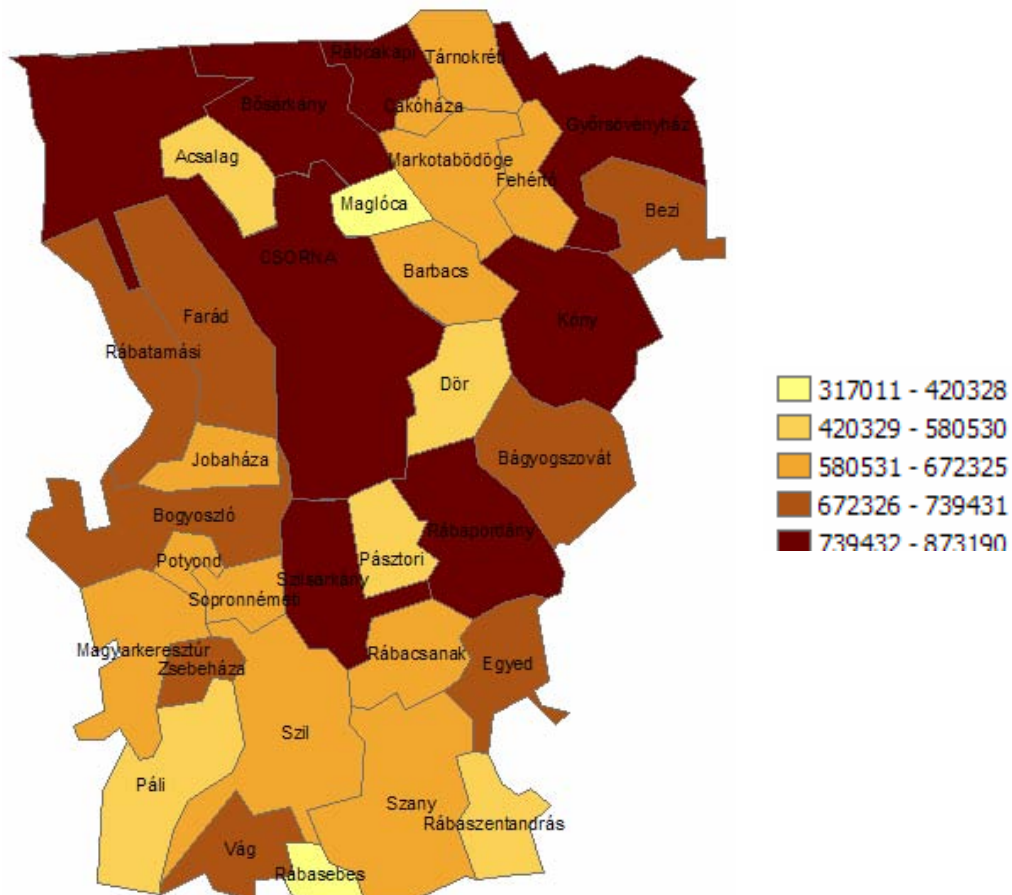 Rábcakapi
Tárnokréti
Bősárkány
Cakóháza
Győrsövényház
Acsalag
Markotabödöge
Fehértó
Maglóca
Bezi
CSORNA
Barbacs
Farád
Kóny
Rábatamási
Dör
Jobaháza
Bágyogszovát
Bogyoszló
Rábapordány
Potyond
Pásztori
Szilsárkány
Sopronnémeti
Magyarkeresztúr
Zsebeháza
Rábacsanak
Egyed
Szil
Páli
Szany
Rábaszentandrás
Vág
Rábasebes
317011 - 420328
420329 - 580530
580531 - 672325
672326 - 739431
739432 - 873190